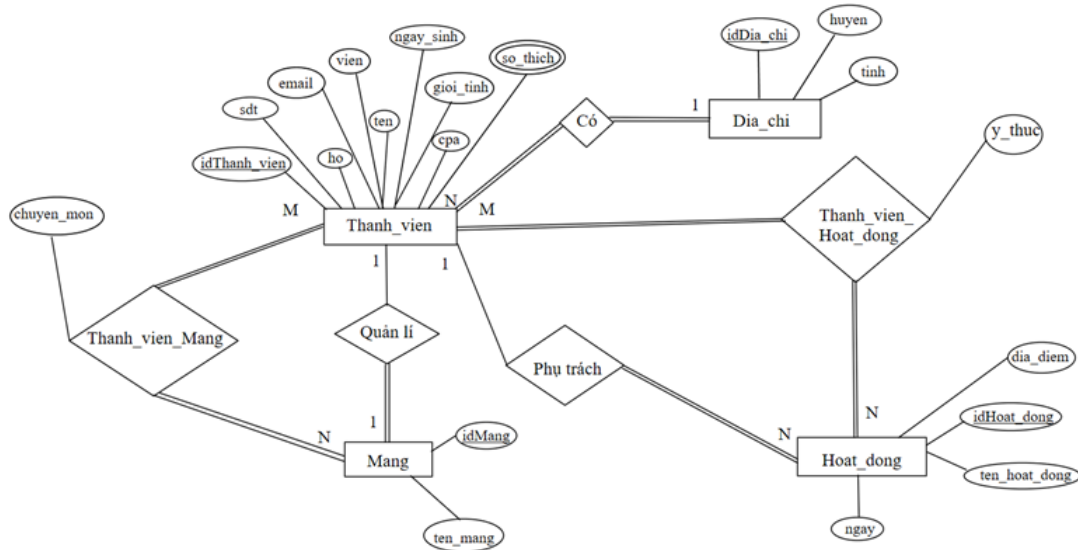 ngay_sinh
huyen
idDia_chi
vien
so_thich
email
gioi_tinh
tinh
sdt
ten
1
Có
Dia_chi
cpa
y_thuc
ho
idThanh_vien
N
chuyen_mon
M
M
Thanh_vien
Thanh_vien_
Hoat_dong
1
1
Thanh_vien_Mang
Quản lí
Phụ trách
dia_diem
N
idHoat_dong
1
N
idMang
N
Mang
Hoat_dong
ten_hoat_dong
ngay
ten_mang